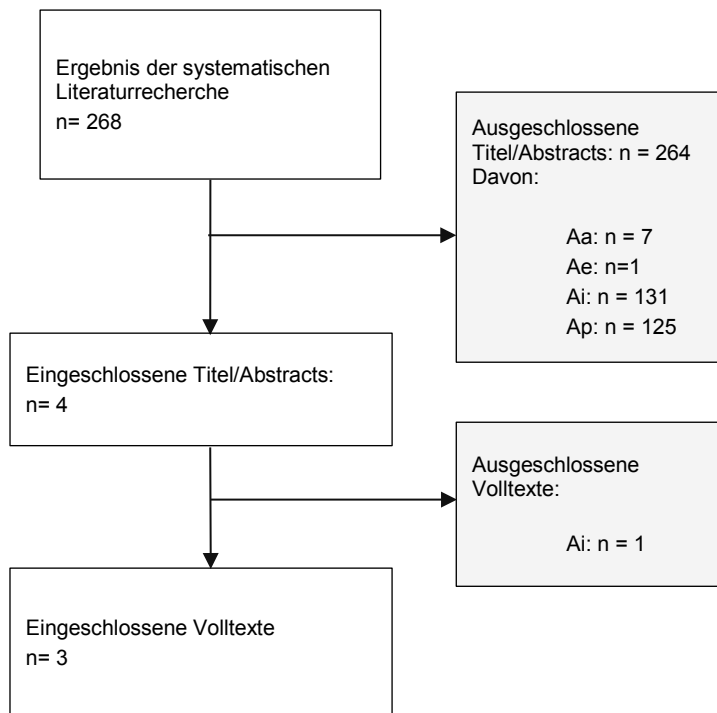 Ergebnis der systematischen
Literaturrecherche
n= 268
Ausgeschlossene
Titel/Abstracts: n = 264
Davon:
Aa: n = 7
Ae: n=1
Ai: n = 131
Ap: n = 125
Eingeschlossene Titel/Abstracts:
n= 4
Ausgeschlossene
Volltexte:
Ai: n = 1
Eingeschlossene Volltexte
n= 3